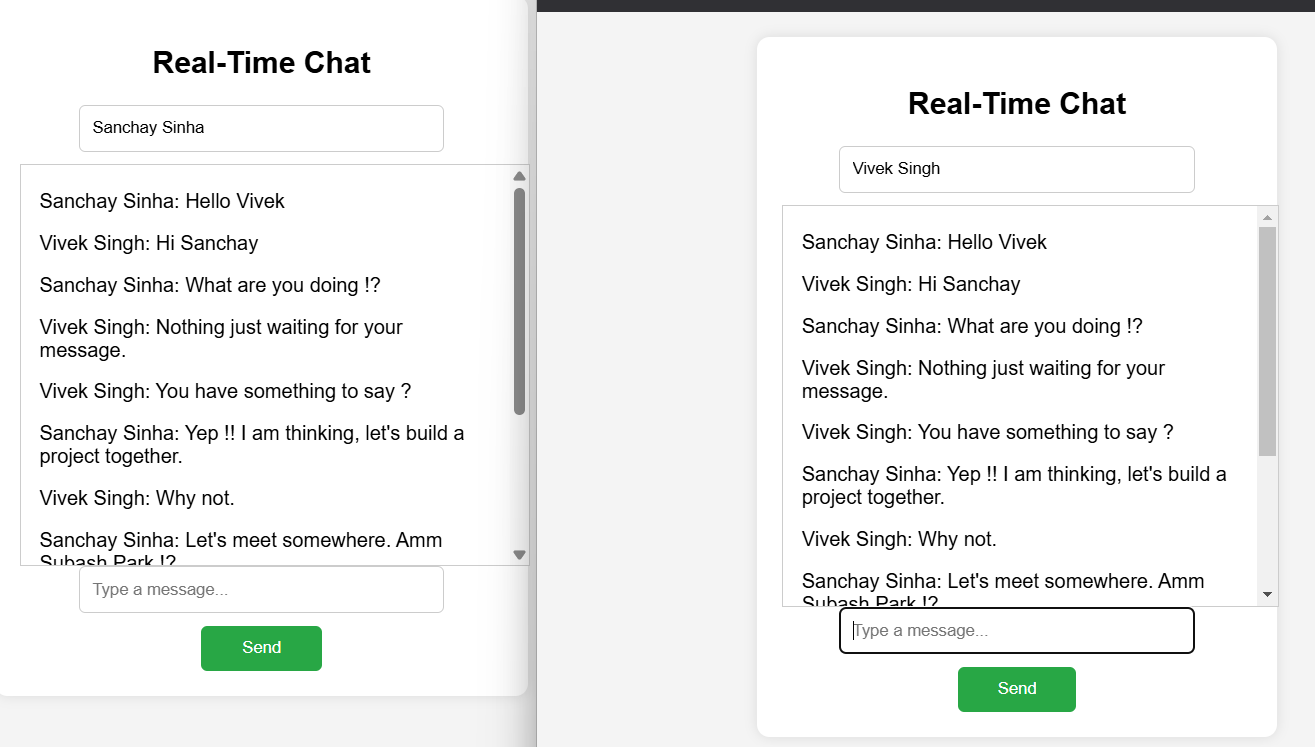 Real-Time Chat
Sanchay Sinha
Sanchay Sinha: Hello Vivek
Vivek Singh: Hi Sanchay
Sanchay Sinha: What are you doing !?
Vivek Singh: Nothing just waiting for your
message.
Vivek Singh: You have something to say ?
Sanchay Sinha: Yep !! I am thinking, let's build a
project together.
Vivek Singh: Why not.
Sanchay Sinha: Let's meet somewhere. Amm
Subash Park !?
Type a message...
Send
Real-Time Chat
Vivek Singh
Sanchay Sinha: Hello Vivek
Vivek Singh: Hi Sanchay
Sanchay Sinha: What are you doing !?
Vivek Singh: Nothing just waiting for your
message.
Vivek Singh: You have something to say ?
Sanchay Sinha: Yep !! I am thinking, let's build a
project together.
Vivek Singh: Why not.
Sanchay Sinha: Let's meet somewhere. Amm
Subash Park !?
Type a message...
Send